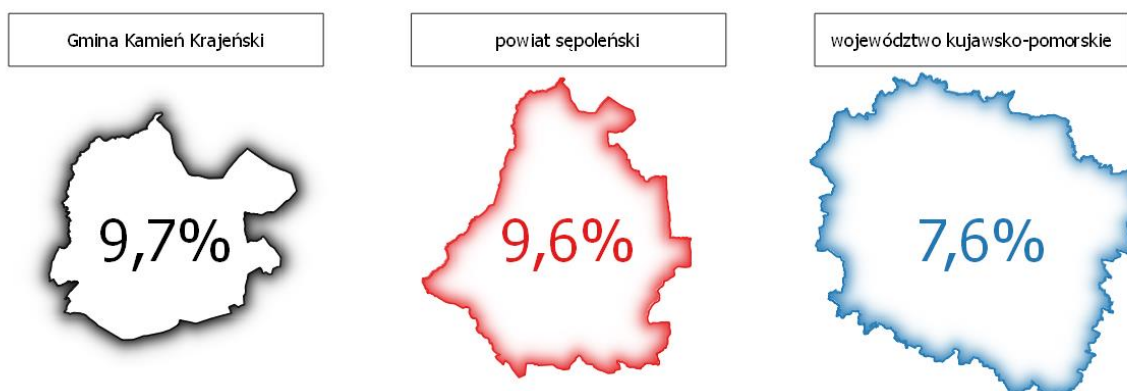 Gmina Kamień Krajeński
powiat sępoleński
województwo kujawsko-pomorskie
9,7%
9,6%
7,6%